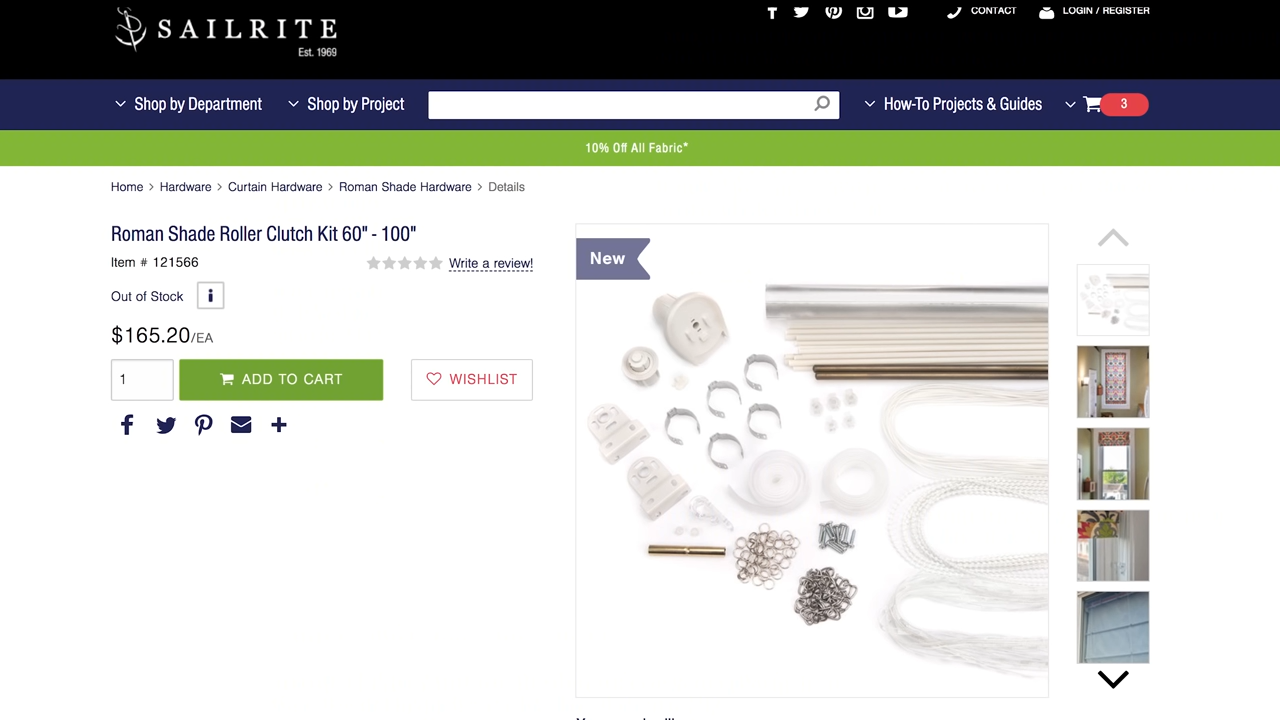 SAILRITE
Est. 1969
CONTACT
LOGIN / REGISTER
Shop by Department
Shop by Project
How-To Projects & Guides
3
10% Off All Fabric*
Home > Hardware > Curtain Hardware > Roman Shade Hardware > Details
Roman Shade Roller Clutch Kit 60" - 100"
Item # 121566
Write a review!
Out of Stock
i
$165.20/EA
1
ADD TO CART
WISHLIST
New